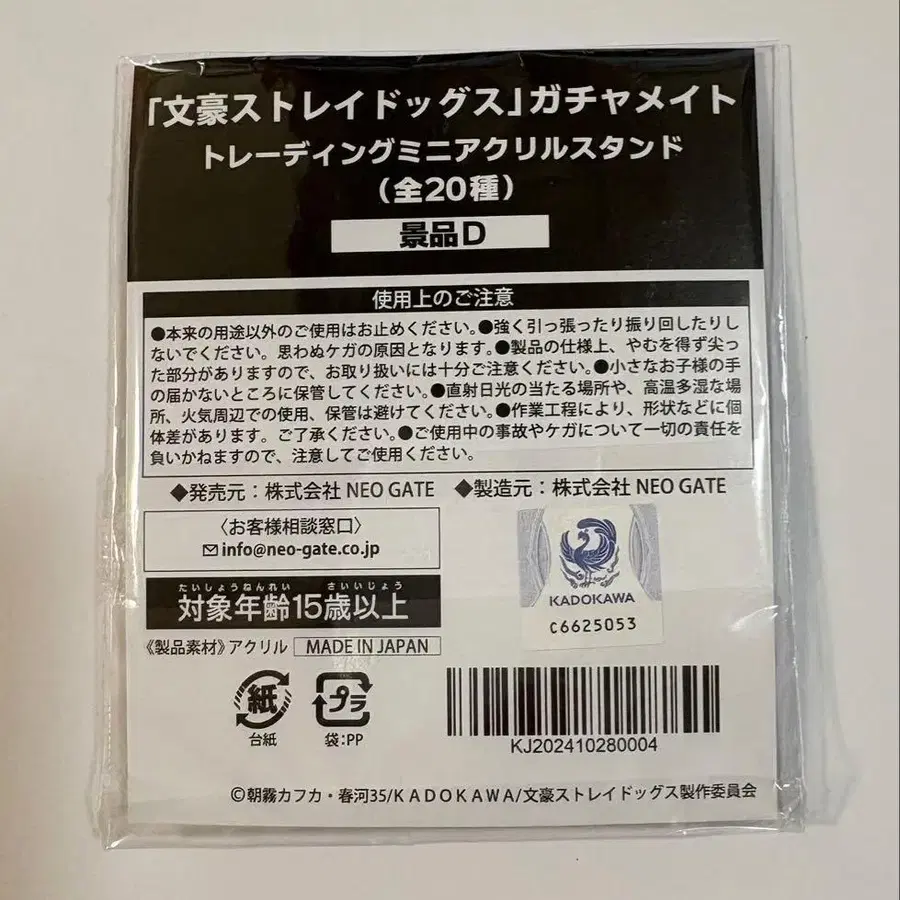 「文豪ストレイドッグス」ガチャメイト
トレーディングミニアクリルスタンド
(全20種)
景品D
使用上のご注意
●本来の用途以外のご使用はお止めください。●強く引っ張ったり振り回したりし
ないでください。思わぬケガの原因となります。●製品の仕様上、やむを得ず尖っ
た部分がありますので、お取り扱いには十分ご注意ください。●小さなお子様の手
の届かないところに保管してください。●直射日光の当たる場所や、高温多湿な場
所、火気周辺での使用、保管は避けてください。●作業工程により、形状などに個
体差があります。ご了承ください。●ご使用中の事故やケガについて一切の責任を
負いかねますので、注意してご使用ください。
◆発売元：株式会社 NEO GATE ◆製造元：株式会社 NEO GATE
〈お客様相談窓口〉
✉info@neo-gate.co.jp
たいしょうねんれい さいいじょう
対象年齢15歳以上
《製品素材》アクリル MADE IN JAPAN
KADOKAWA
C6625053
紙
プラ
台紙
袋:PP
KJ202410280004
©朝霧カフカ・春河35/KADOKAWA/文豪ストレイドッグス製作委員会